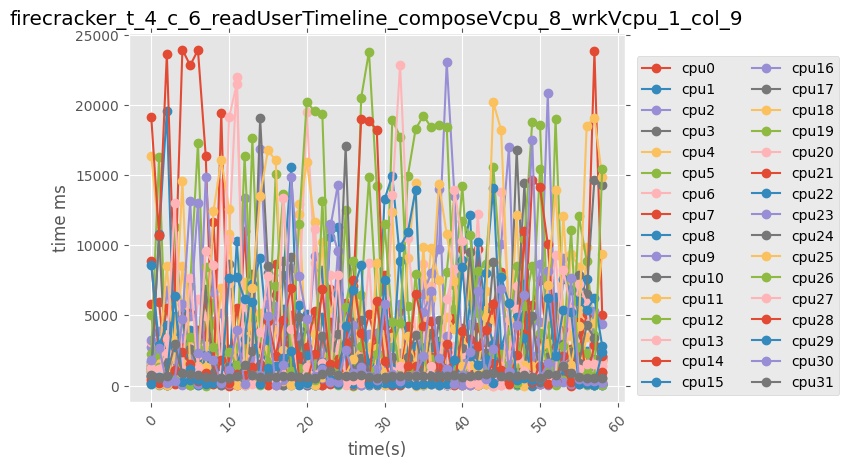 firecracker_t_4_c_6_readUserTimeline_composeVcpu_8_wrkVcpu_1_col_9
25000
20000
15000
10000
5000
0
time ms
0 10 20 30 40 50 60
time(s)
cpu0
cpu1
cpu2
cpu3
cpu4
cpu5
cpu6
cpu7
cpu8
cpu9
cpu10
cpu11
cpu12
cpu13
cpu14
cpu15
cpu16
cpu17
cpu18
cpu19
cpu20
cpu21
cpu22
cpu23
cpu24
cpu25
cpu26
cpu27
cpu28
cpu29
cpu30
cpu31